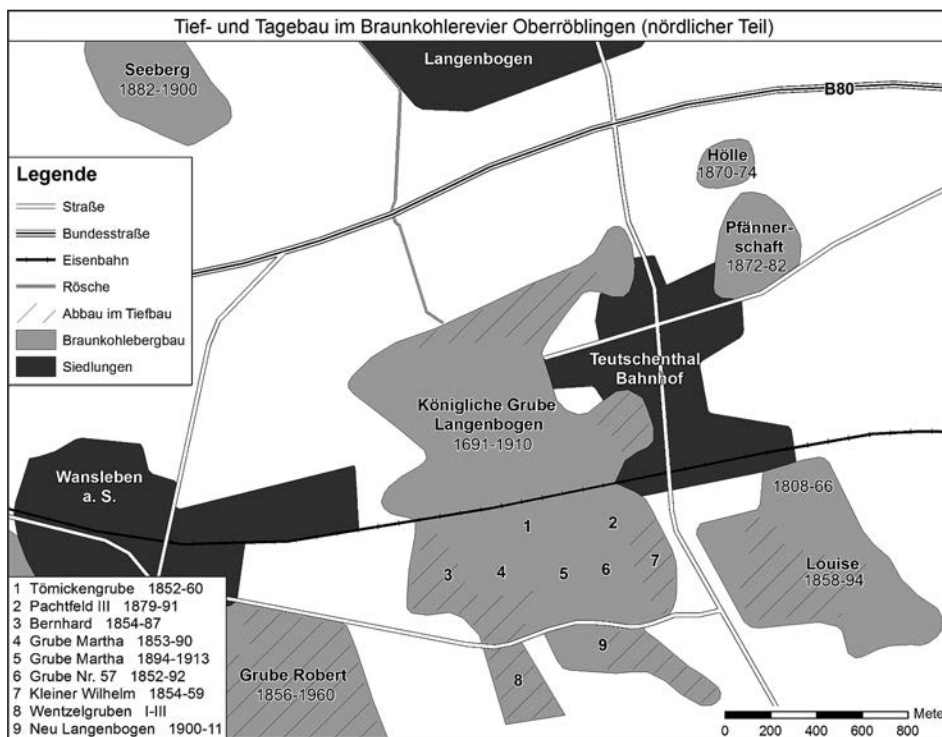 Tief- und Tagebau im Braunkohlerevier Oberröblingen (nördlicher Teil)
Seeberg
1882-1900
Langenbogen
B80
Hölle
1870-74
Pfänner-
schaft
1872-82
Legende
Straße
Bundesstraße
Eisenbahn
Rösche
Abbau im Tiefbau
Braunkohlebergbau
Siedlungen
Teutschenthal
Bahnhof
Königliche Grube
Langenbogen
1691-1910
Wansleben
a. S.
1808-66
Louise
1858-94
1
2
3
4
5
6
7
8
9
Grube Robert
1856-1960
1 Tömickengrube 1852-60
2 Pachtfeld III 1879-91
3 Bernhard 1854-87
4 Grube Martha 1853-90
5 Grube Martha 1894-1913
6 Grube Nr. 57 1852-92
7 Kleiner Wilhelm 1854-59
8 Wentzelgruben I-III
9 Neu Langenbogen 1900-11
Mete
0 200 400 600 800